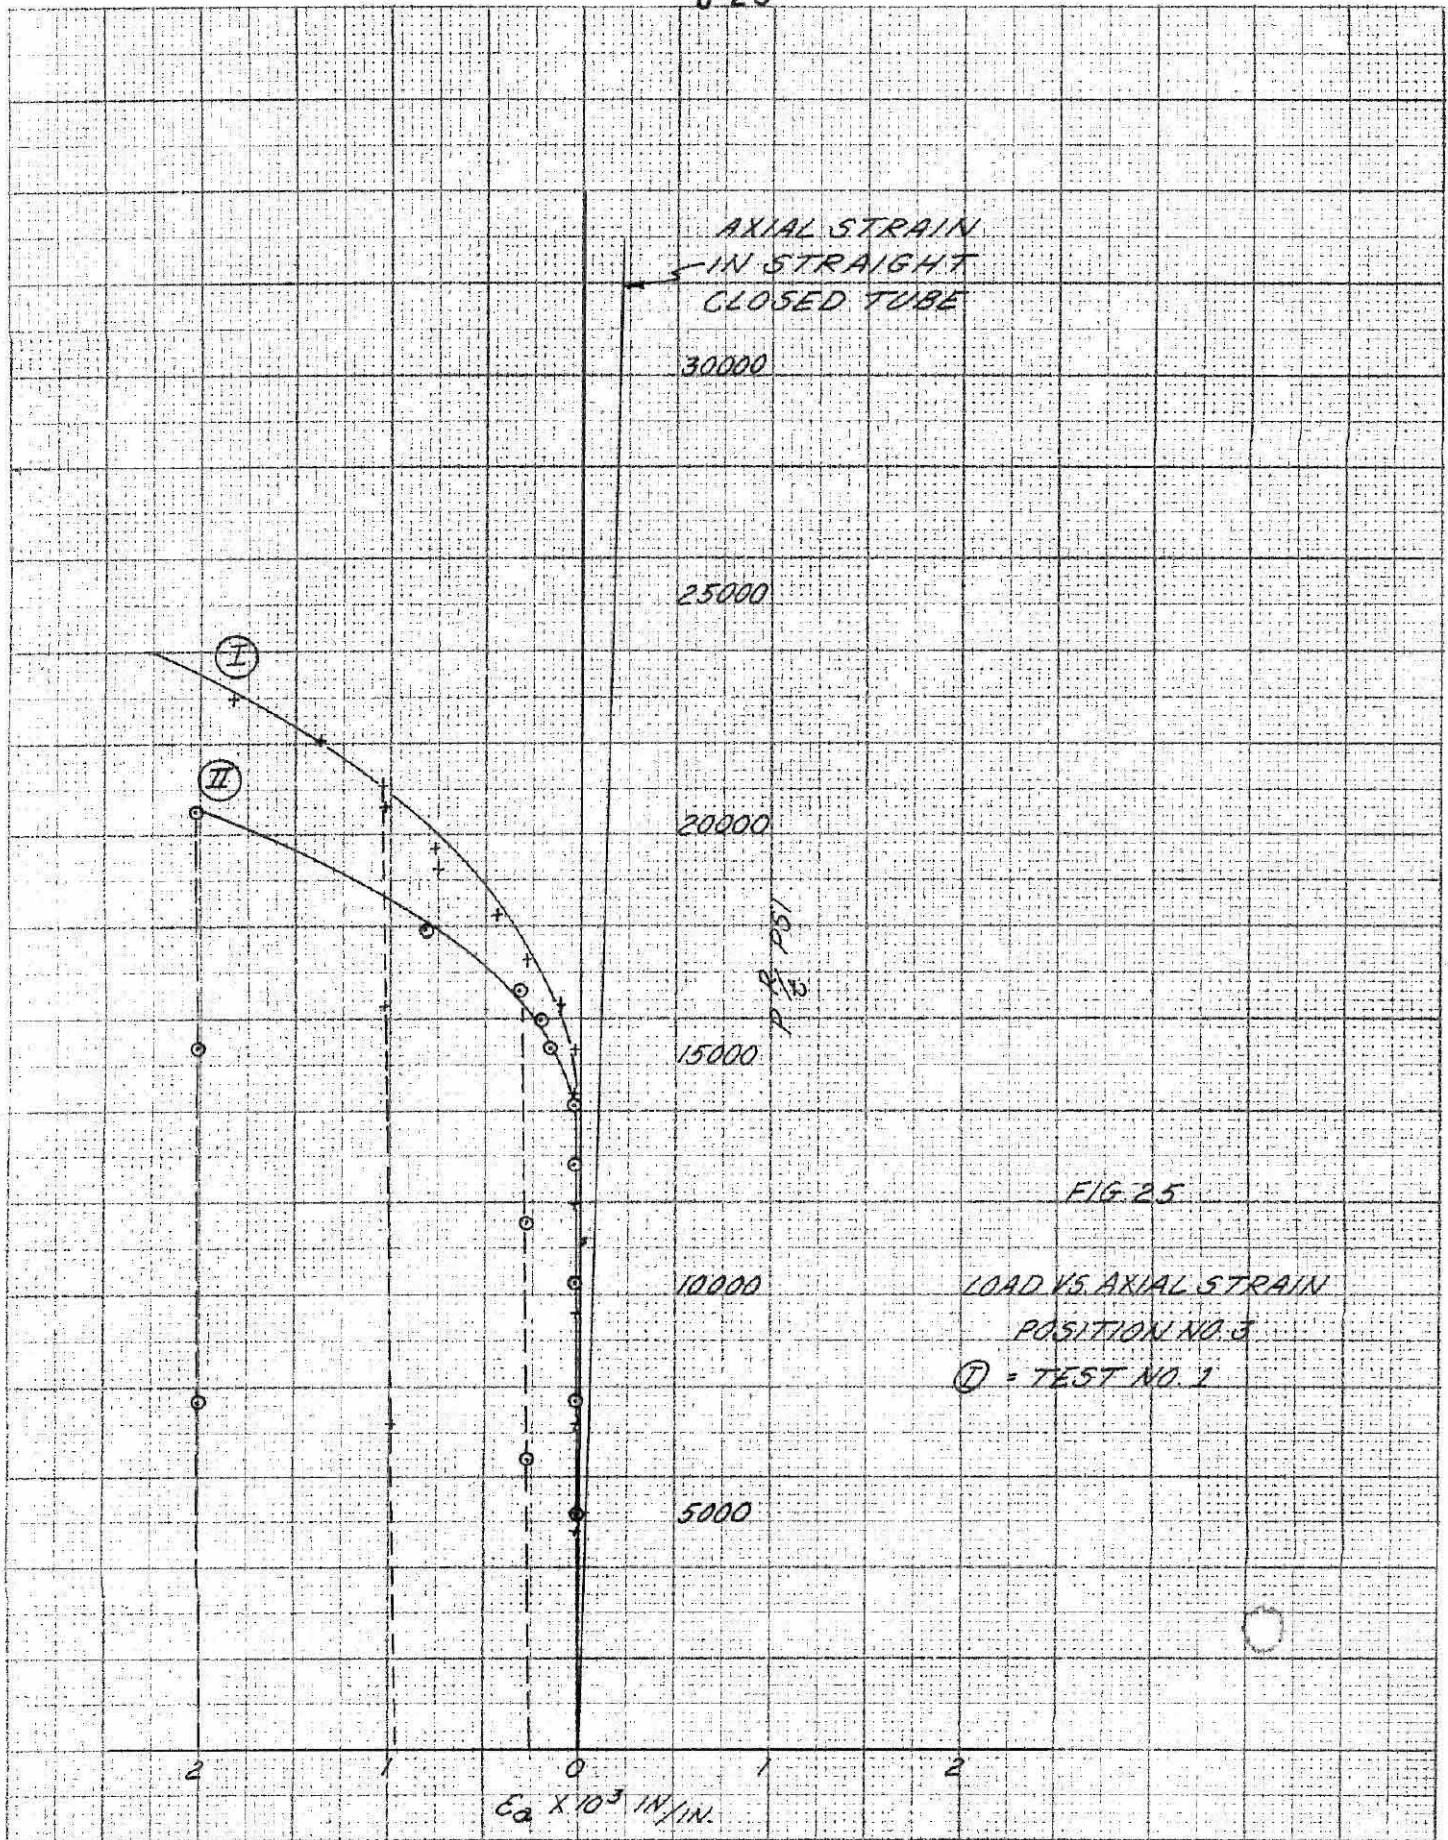 AXIAL STRAIN
IN STRAIGHT
CLOSED TUBE
30000
25000
I
II
20000
P R/t PSI
15000
FIG 25
10000
LOAD VS. AXIAL STRAIN
POSITION NO. 3
I = TEST NO. 1
5000
2 1 0 1 2
εa X 10³ IN/IN.